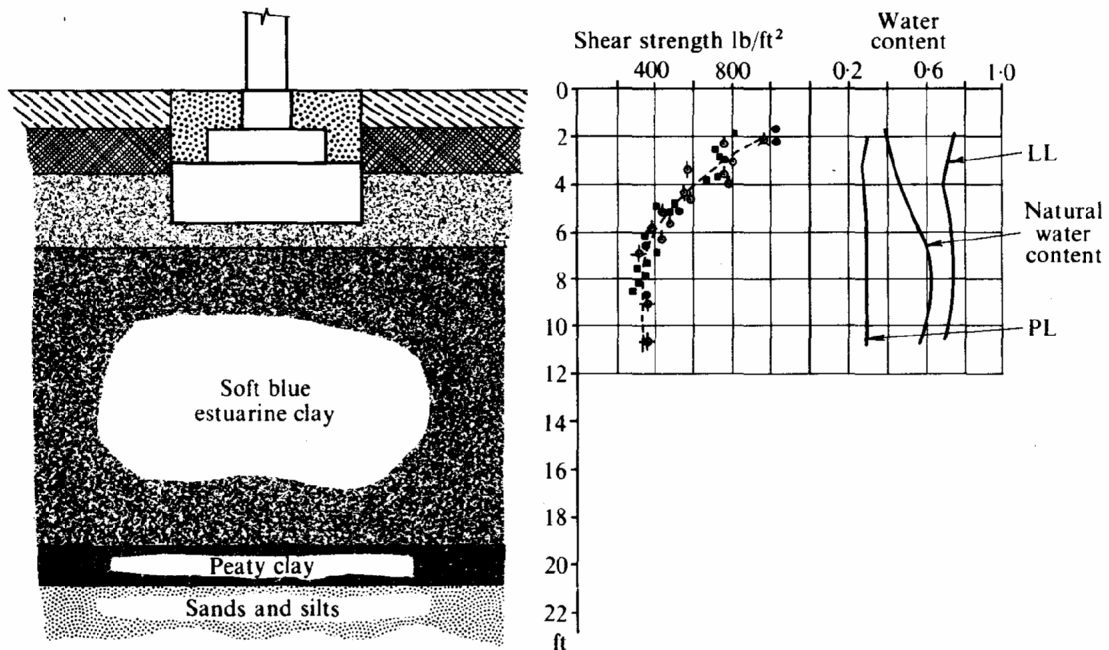 Shear strength lb/ft²
400 800
Water
content
0·2 0·6 1·0
0
2
4
6
8
10
12
14
16
18
20
22
ft
LL
Natural
water
content
PL
Soft blue
estuarine clay
Peaty clay
Sands and silts